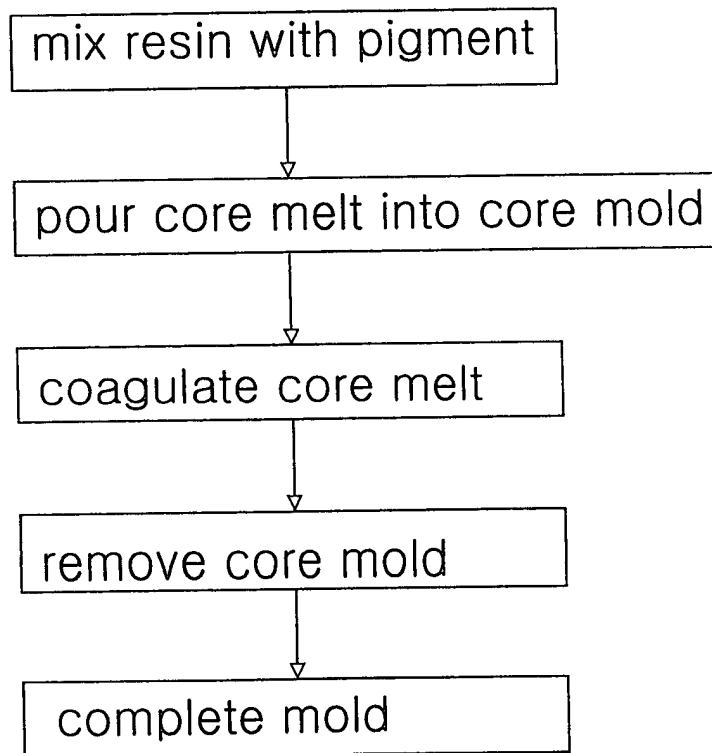 mix resin with pigment
pour core melt into core mold
coagulate core melt
remove core mold
complete mold